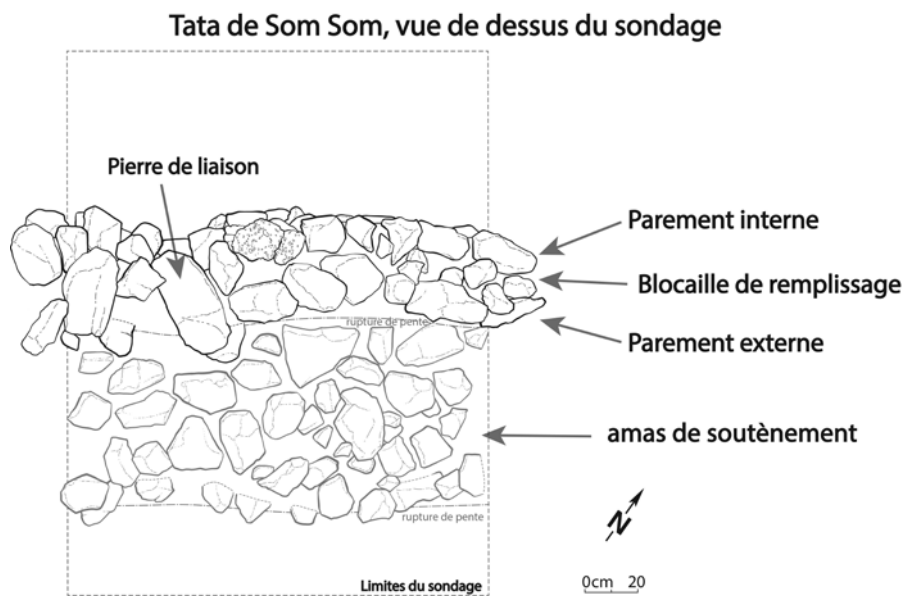 Tata de Som Som, vue de dessus du sondage
Pierre de liaison
Parement interne
Blocaille de remplissage
rupture de pente
Parement externe
amas de soutènement
rupture de pente
N
Limites du sondage
0cm 20